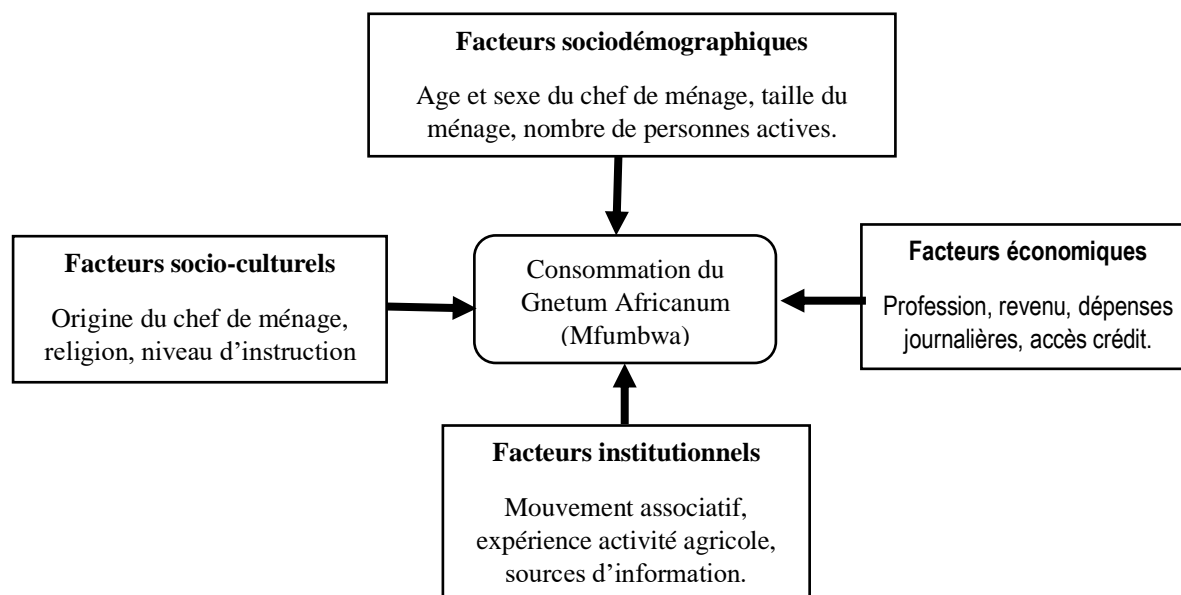 Facteurs sociodémographiques
Age et sexe du chef de ménage, taille du
ménage, nombre de personnes actives.
Facteurs socio-culturels
Origine du chef de ménage,
religion, niveau d'instruction
Consommation du
Gnetum Africanum
(Mfumbwa)
Facteurs économiques
Profession, revenu, dépenses
journalières, accès crédit.
Facteurs institutionnels
Mouvement associatif,
expérience activité agricole,
sources d'information.